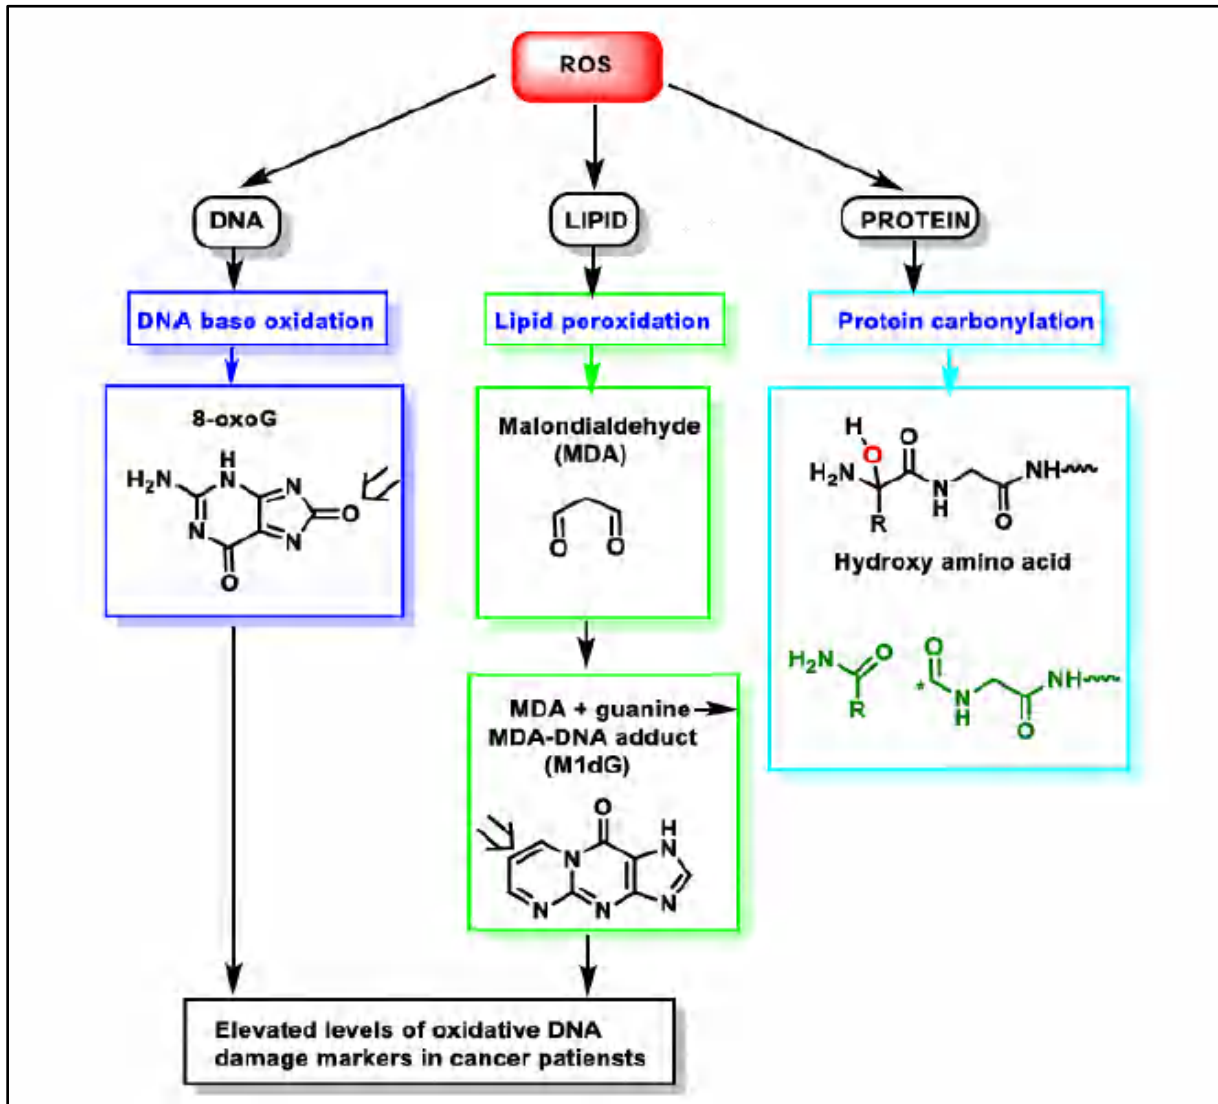 ROS
DNA
LIPID
PROTEIN
DNA base oxidation
Lipid peroxidation
Protein carbonylation
8-oxoG
H
H₂N
N
N
N
N
O
O
Malondialdehyde
(MDA)
O
O
H
O
O
H₂N
NH
N
H
R
O
Hydroxy amino acid
O
H₂N
O
*
N
H
NH
R
O
MDA + guanine
MDA-DNA adduct
(M1dG)
O
H
N
N
N
N
N
Elevated levels of oxidative DNA
damage markers in cancer patiensts